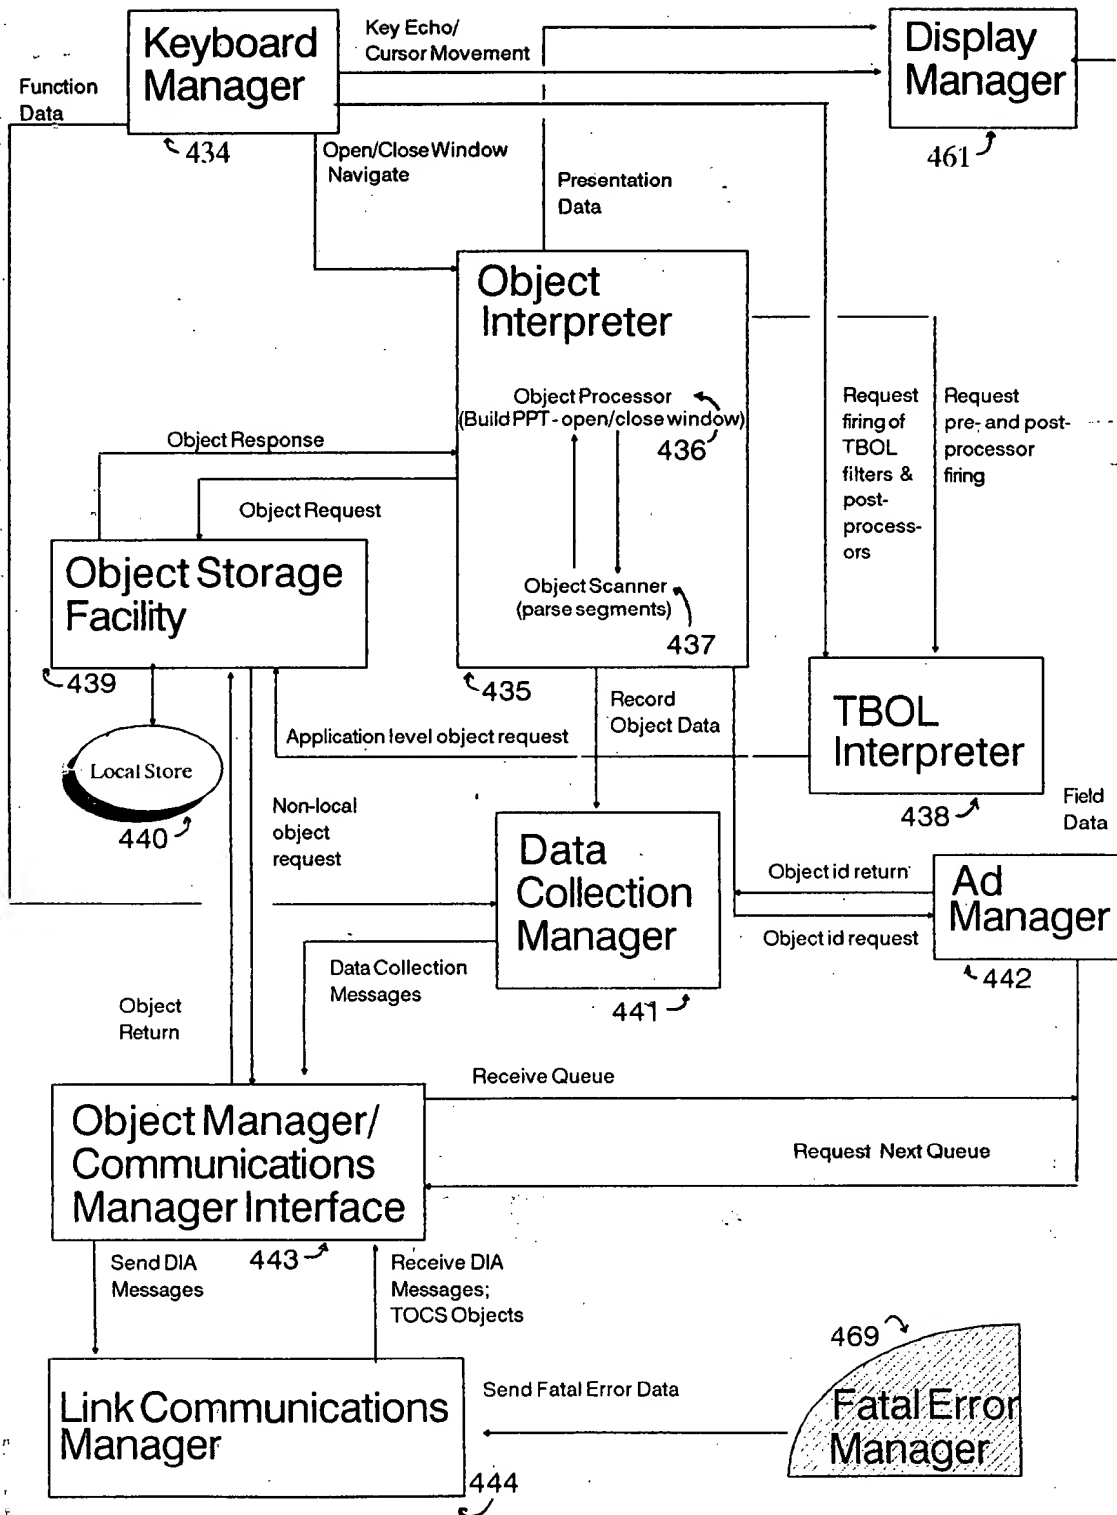 Keyboard
Manager
434
Key Echo/
Cursor Movement
Display
Manager
461
Function
Data
Open/Close Window
Navigate
Presentation
Data
Object
Interpreter
Object Processor
(Build PPT - open/close window)
436
Object Scanner
(parse segments)
437
435
Request
firing of
TBOL
filters &
post-
process-
ors
Request
pre- and post-
processor
firing
Object Response
Object Request
Object Storage
Facility
439
Local Store
440
Application level object request
Record
Object Data
TBOL
Interpreter
438
Field
Data
Non-local
object
request
Data
Collection
Manager
441
Object id return
Object id request
Ad
Manager
442
Data Collection
Messages
Object
Return
Receive Queue
Request Next Queue
Object Manager/
Communications
Manager Interface
443
Send DIA
Messages
Receive DIA
Messages;
TOCS Objects
469
Fatal Error
Manager
Send Fatal Error Data
Link Communications
Manager
444